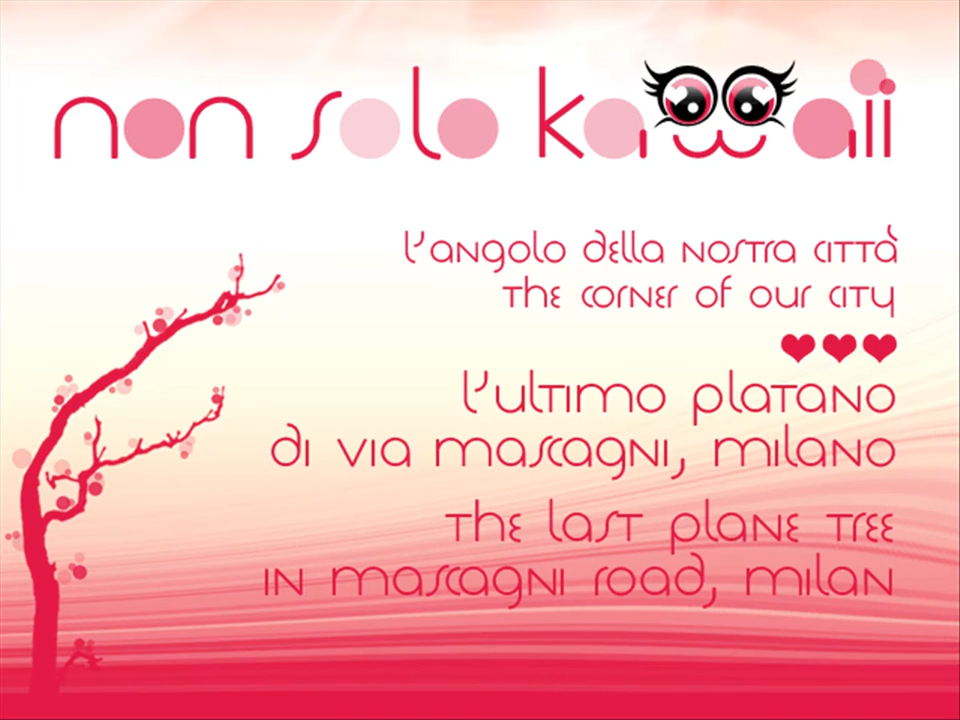 non solo kawaii
l'angolo della nostra città
the corner of our city
l'ultimo platano
di via mascagni, milano
the last plane tree
in mascagni road, milan